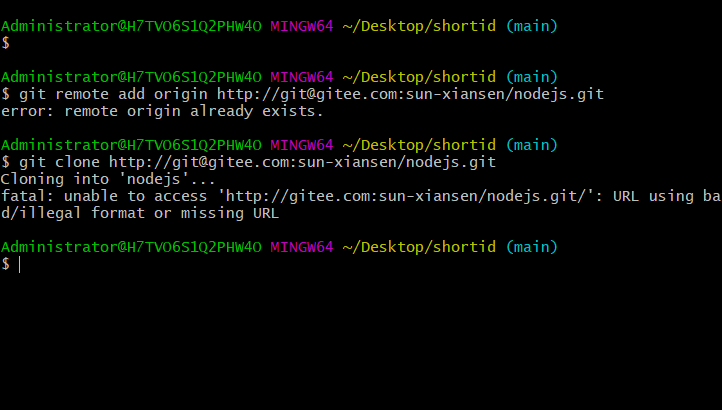 Administrator@H7TVO6S1Q2PHW4O MINGW64 ~/Desktop/shortid (main)
$
Administrator@H7TVO6S1Q2PHW4O MINGW64 ~/Desktop/shortid (main)
$ git remote add origin http://git@gitee.com:sun-xiansen/nodejs.git
error: remote origin already exists.
Administrator@H7TVO6S1Q2PHW4O MINGW64 ~/Desktop/shortid (main)
$ git clone http://git@gitee.com:sun-xiansen/nodejs.git
Cloning into 'nodejs'...
fatal: unable to access 'http://gitee.com:sun-xiansen/nodejs.git/': URL using ba
d/illegal format or missing URL
Administrator@H7TVO6S1Q2PHW4O MINGW64 ~/Desktop/shortid (main)
$